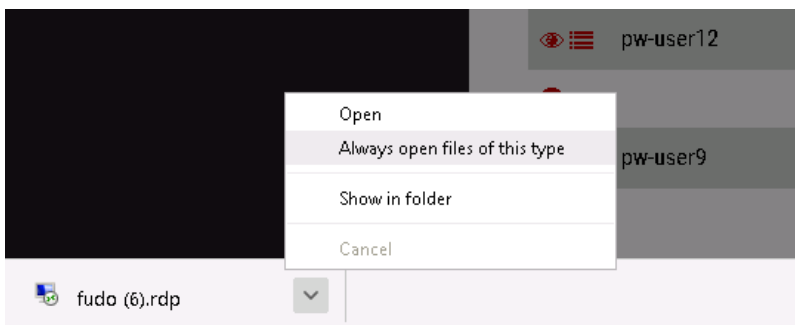 pw-user12
Open
Always open files of this type
pw-user9
Show in folder
Cancel
fudo (6).rdp